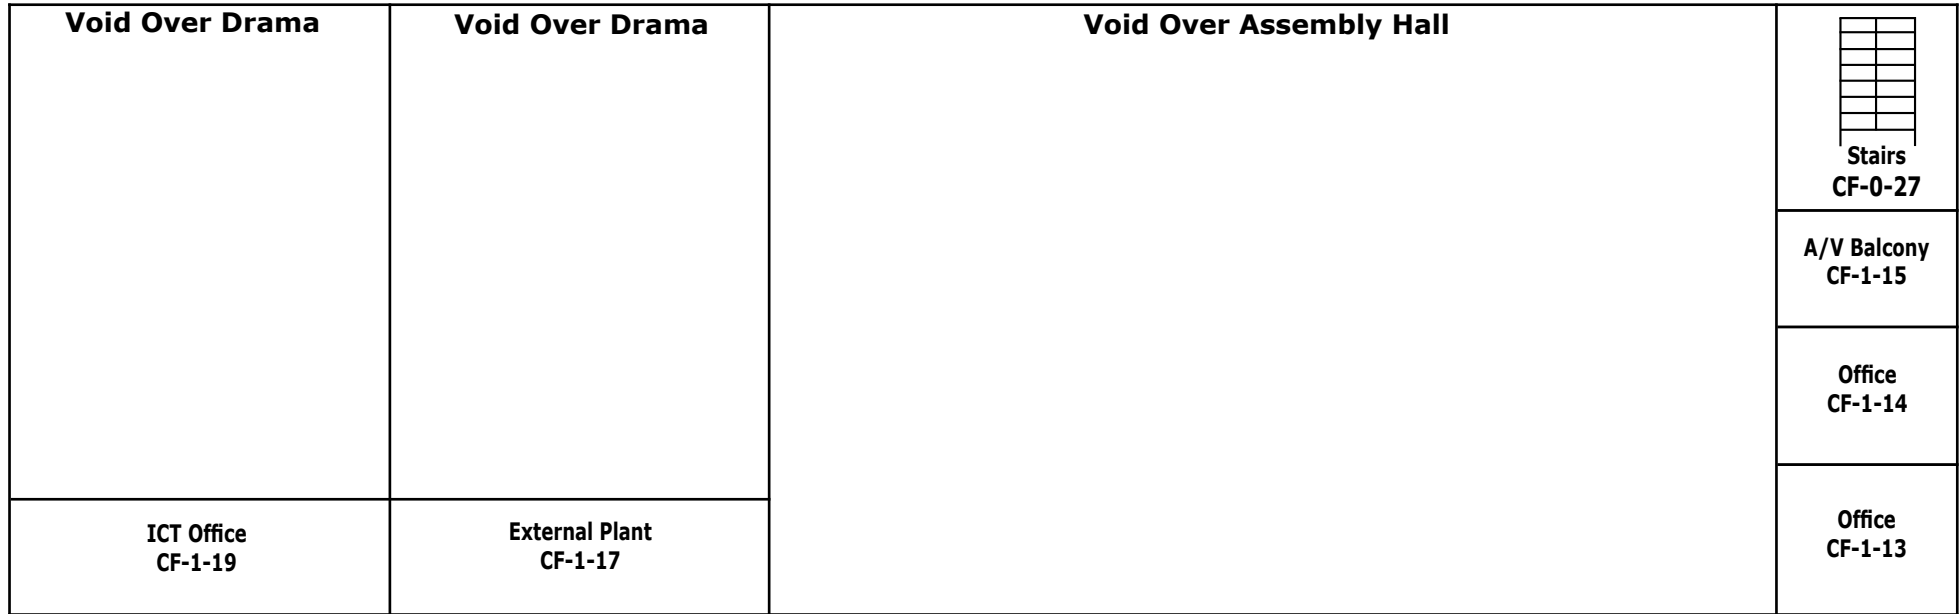 Void Over Drama
Void Over Drama
Void Over Assembly Hall
Stairs
CF-0-27
A/V Balcony
CF-1-15
Office
CF-1-14
ICT Office
CF-1-19
External Plant
CF-1-17
Office
CF-1-13